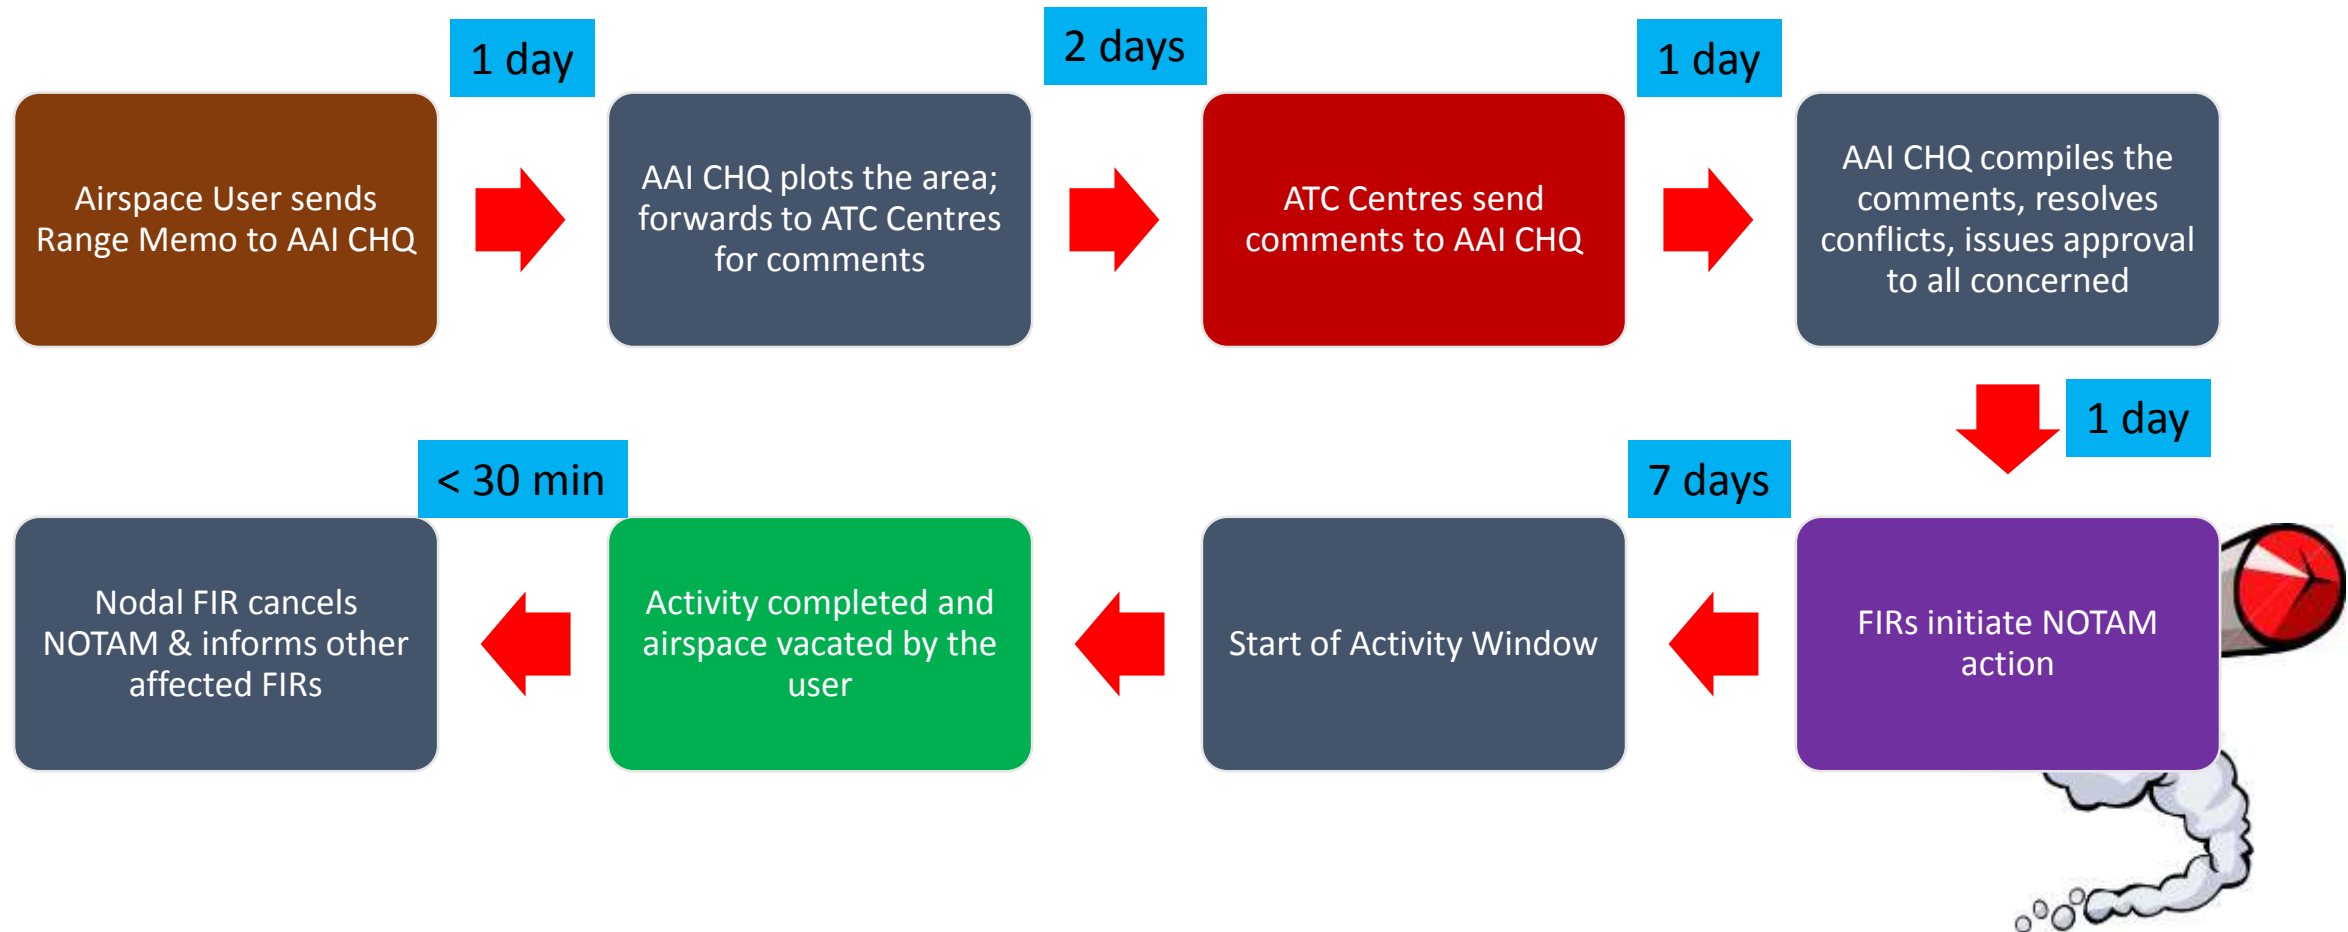 1 day
2 days
1 day
Airspace User sends
Range Memo to AAI CHQ
AAI CHQ plots the area;
forwards to ATC Centres
for comments
ATC Centres send
comments to AAI CHQ
AAI CHQ compiles the
comments, resolves
conflicts, issues approval
to all concerned
1 day
7 days
< 30 min
FIRs initiate NOTAM
action
Start of Activity Window
Activity completed and
airspace vacated by the
user
Nodal FIR cancels
NOTAM & informs other
affected FIRs